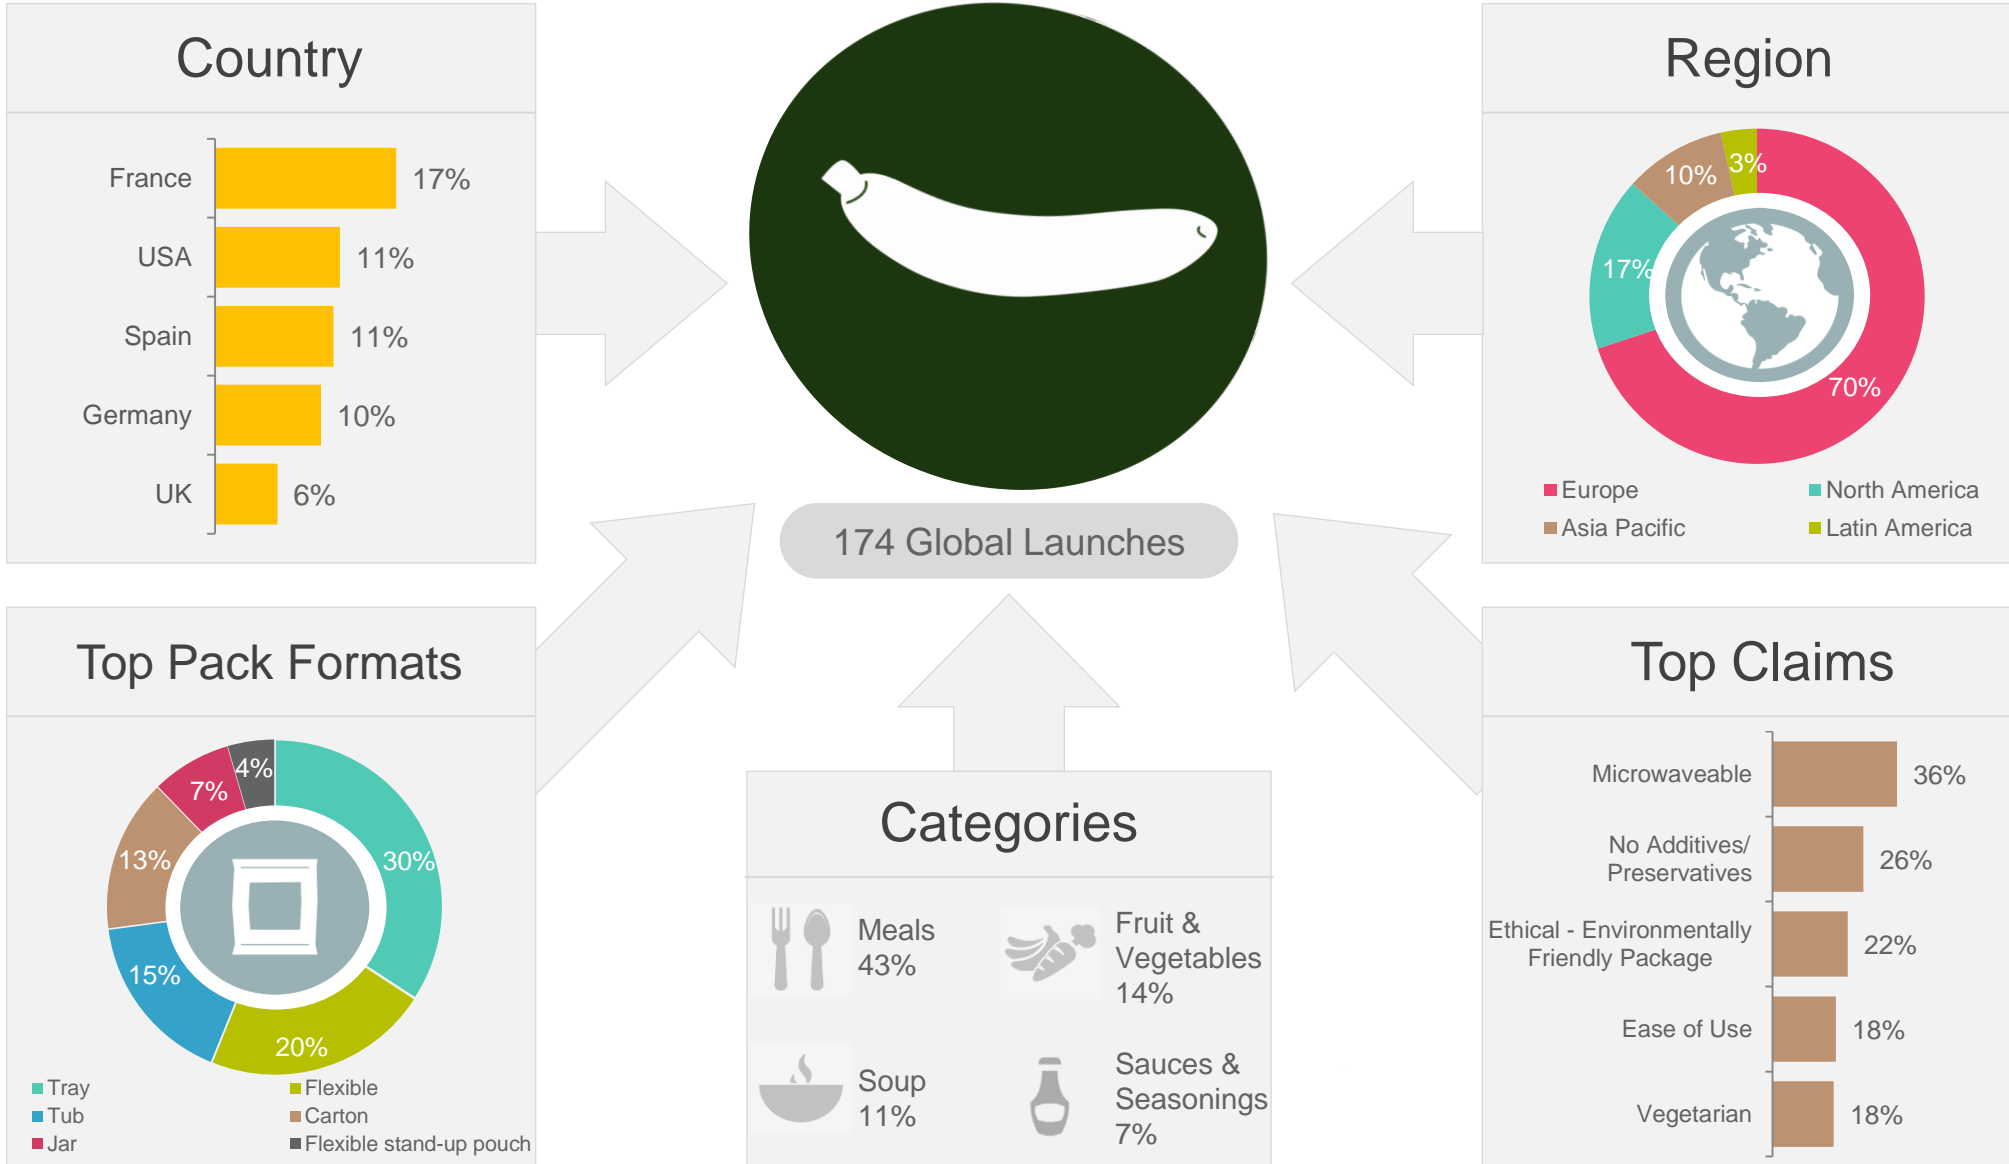 Country
France
17%
USA
11%
Spain
11%
Germany
10%
UK
6%
174 Global Launches
Region
3%
10%
17%
70%
Europe
North America
Asia Pacific
Latin America
Top Pack Formats
4%
7%
13%
30%
15%
20%
Tray
Flexible
Tub
Carton
Jar
Flexible stand-up pouch
Categories
Meals
43%
Fruit &
Vegetables
14%
Soup
11%
Sauces &
Seasonings
7%
Top Claims
Microwaveable
36%
No Additives/
Preservatives
26%
Ethical - Environmentally
Friendly Package
22%
Ease of Use
18%
Vegetarian
18%